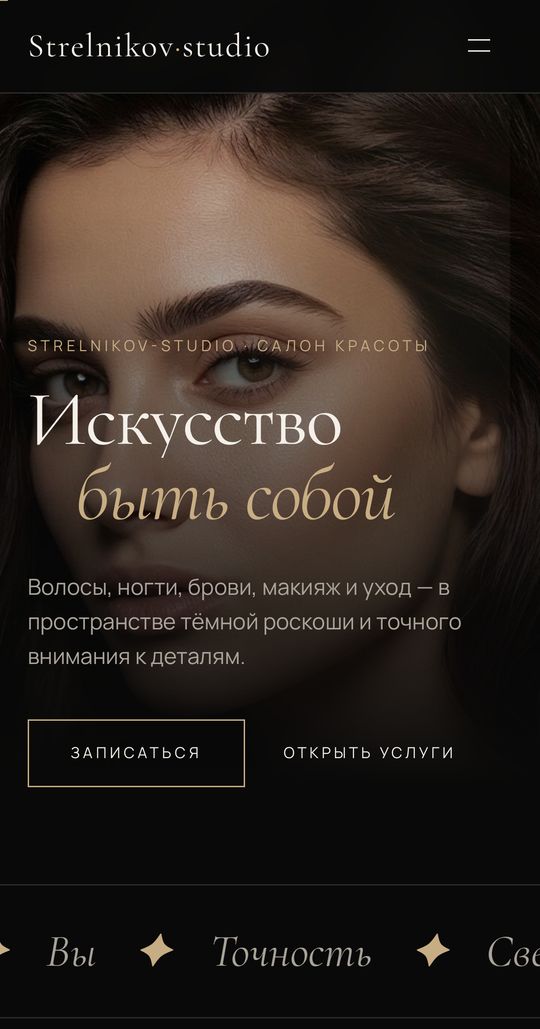 Strelnikov·studio
STRELNIKOV-STUDIO · САЛОН КРАСОТЫ
Искусство
быть собой
Волосы, ногти, брови, макияж и уход — в
пространстве тёмной роскоши и точного
внимания к деталям.
ЗАПИСАТЬСЯ ОТКРЫТЬ УСЛУГИ
✦ Вы ✦ Точность ✦